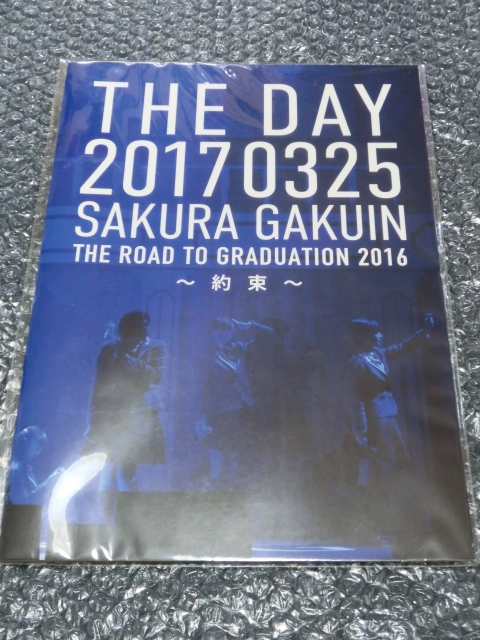 THE DAY
20170325
SAKURA GAKUIN
THE ROAD TO GRADUATION 2016
～約束～